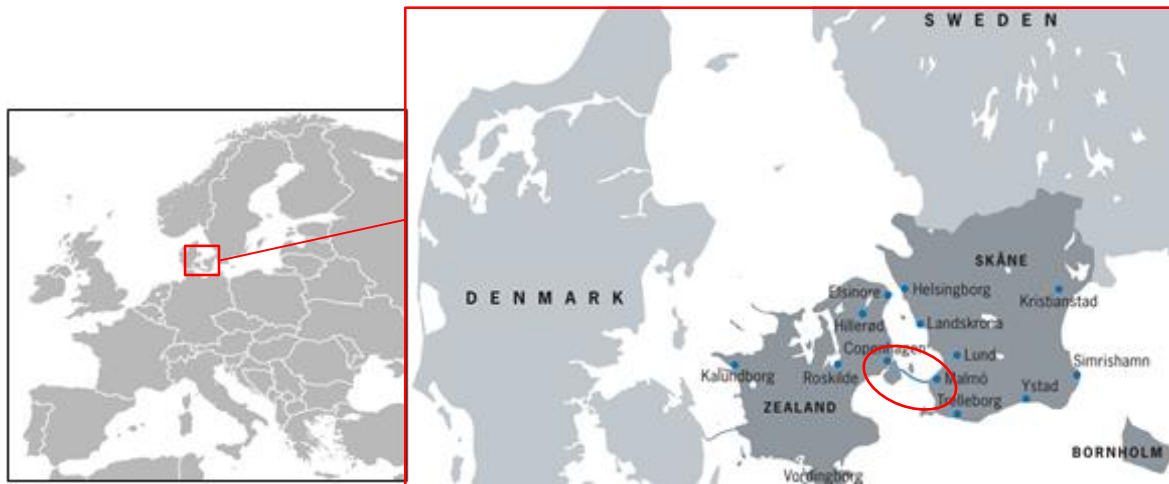 SWEDEN
DENMARK
SKÅNE
Elsinore
Helsingborg
Kristianstad
Hillerød
Landskrona
Copenhagen
Lund
Simrishamn
Kalundborg
Roskilde
Malmö
Ystad
Trelleborg
ZEALAND
BORNHOLM
Vordingborg